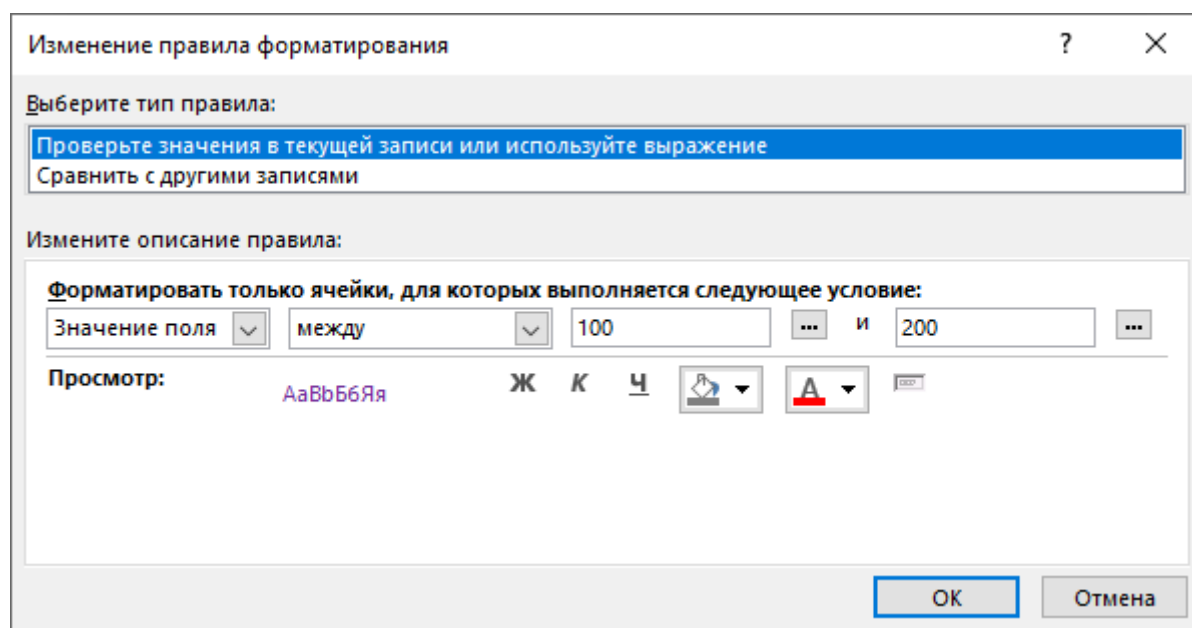 Изменение правила форматирования ?
Выберите тип правила:
Проверьте значения в текущей записи или используйте выражение
Сравнить с другими записями
Измените описание правила:
Форматировать только ячейки, для которых выполняется следующее условие:
Значение поля между 100 ... и 200 ...
Просмотр: АаВbБбЯя Ж К Ч А
ОК Отмена